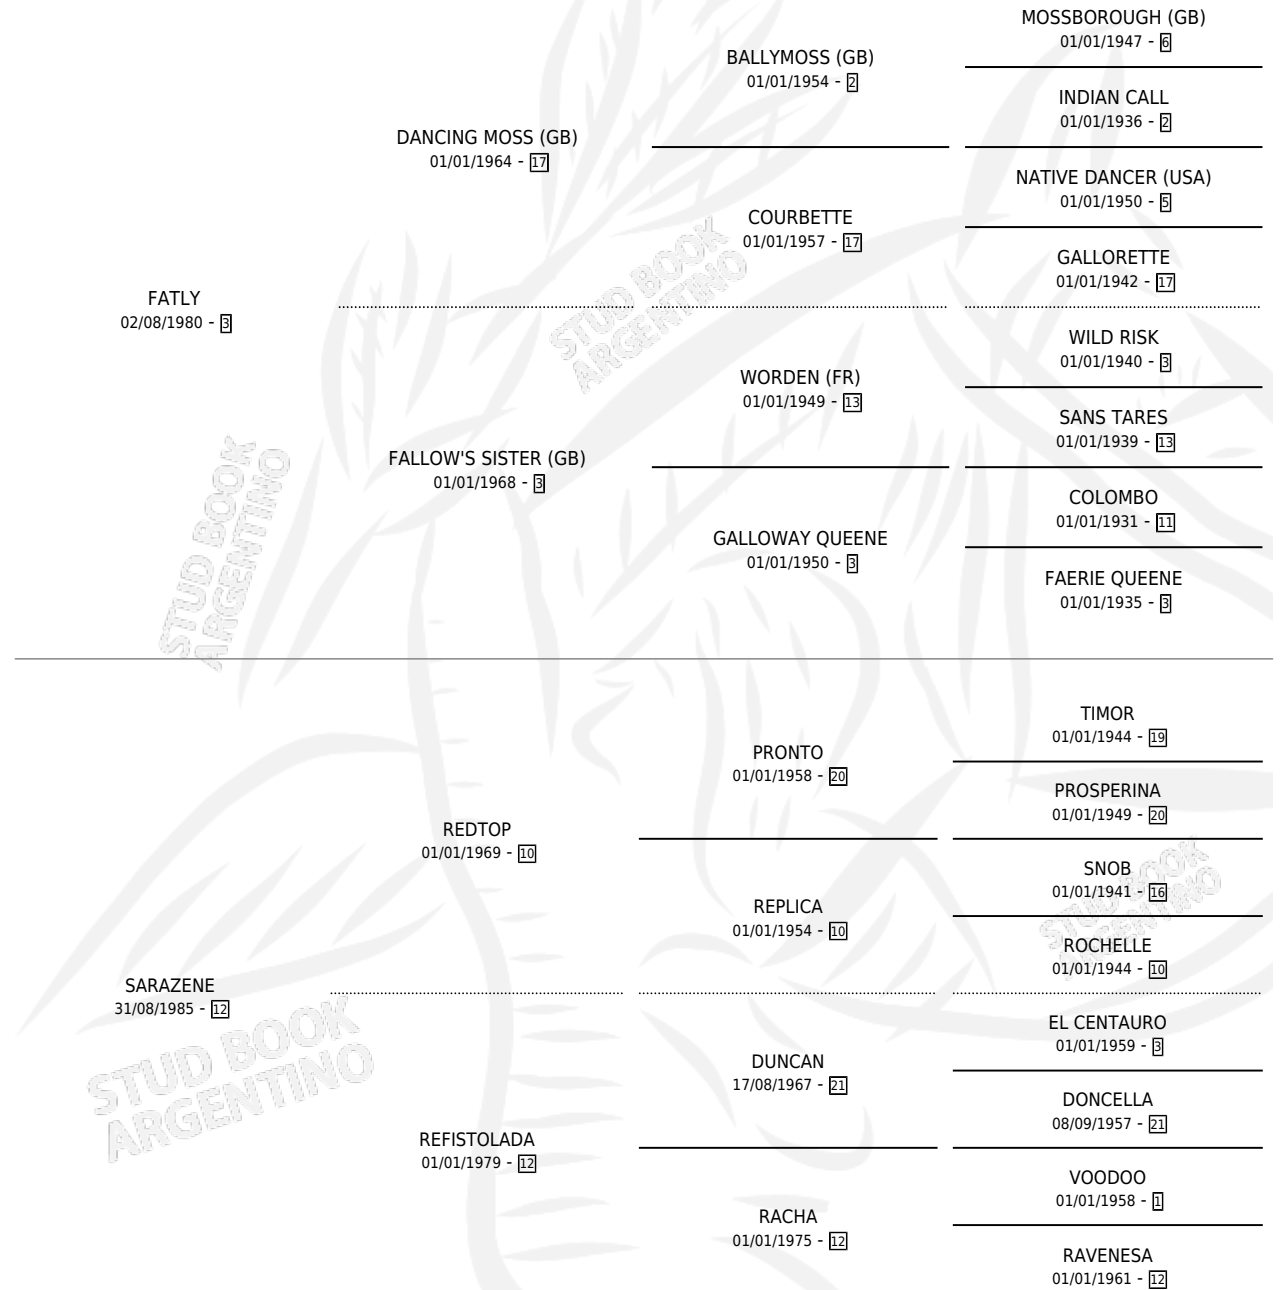 MOSSBOROUGH (GB)
01/01/1947 - 6
BALLYMOSS (GB)
01/01/1954 - 2
INDIAN CALL
01/01/1936 - 2
DANCING MOSS (GB)
01/01/1964 - 17
NATIVE DANCER (USA)
01/01/1950 - 5
COURBETTE
01/01/1957 - 17
GALLORETTE
01/01/1942 - 17
FATLY
02/08/1980 - 3
WILD RISK
01/01/1940 - 3
WORDEN (FR)
01/01/1949 - 13
SANS TARES
01/01/1939 - 13
FALLOW'S SISTER (GB)
01/01/1968 - 3
COLOMBO
01/01/1931 - 11
GALLOWAY QUEENE
01/01/1950 - 3
FAERIE QUEENE
01/01/1935 - 3
TIMOR
01/01/1944 - 19
PRONTO
01/01/1958 - 20
PROSPERINA
01/01/1949 - 20
REDTOP
01/01/1969 - 10
SNOB
01/01/1941 - 16
REPLICA
01/01/1954 - 10
ROCHELLE
01/01/1944 - 10
SARAZENE
31/08/1985 - 12
EL CENTAURO
01/01/1959 - 3
DUNCAN
17/08/1967 - 21
DONCELLA
08/09/1957 - 21
REFISTOLADA
01/01/1979 - 12
VOODOO
01/01/1958 - 1
RACHA
01/01/1975 - 12
RAVENESA
01/01/1961 - 12
STUD BOOK
ARGENTINO
STUD BOOK
ARGENTINO
STUD BOOK
ARGENTINO
STUD BOOK
ARGENTINO